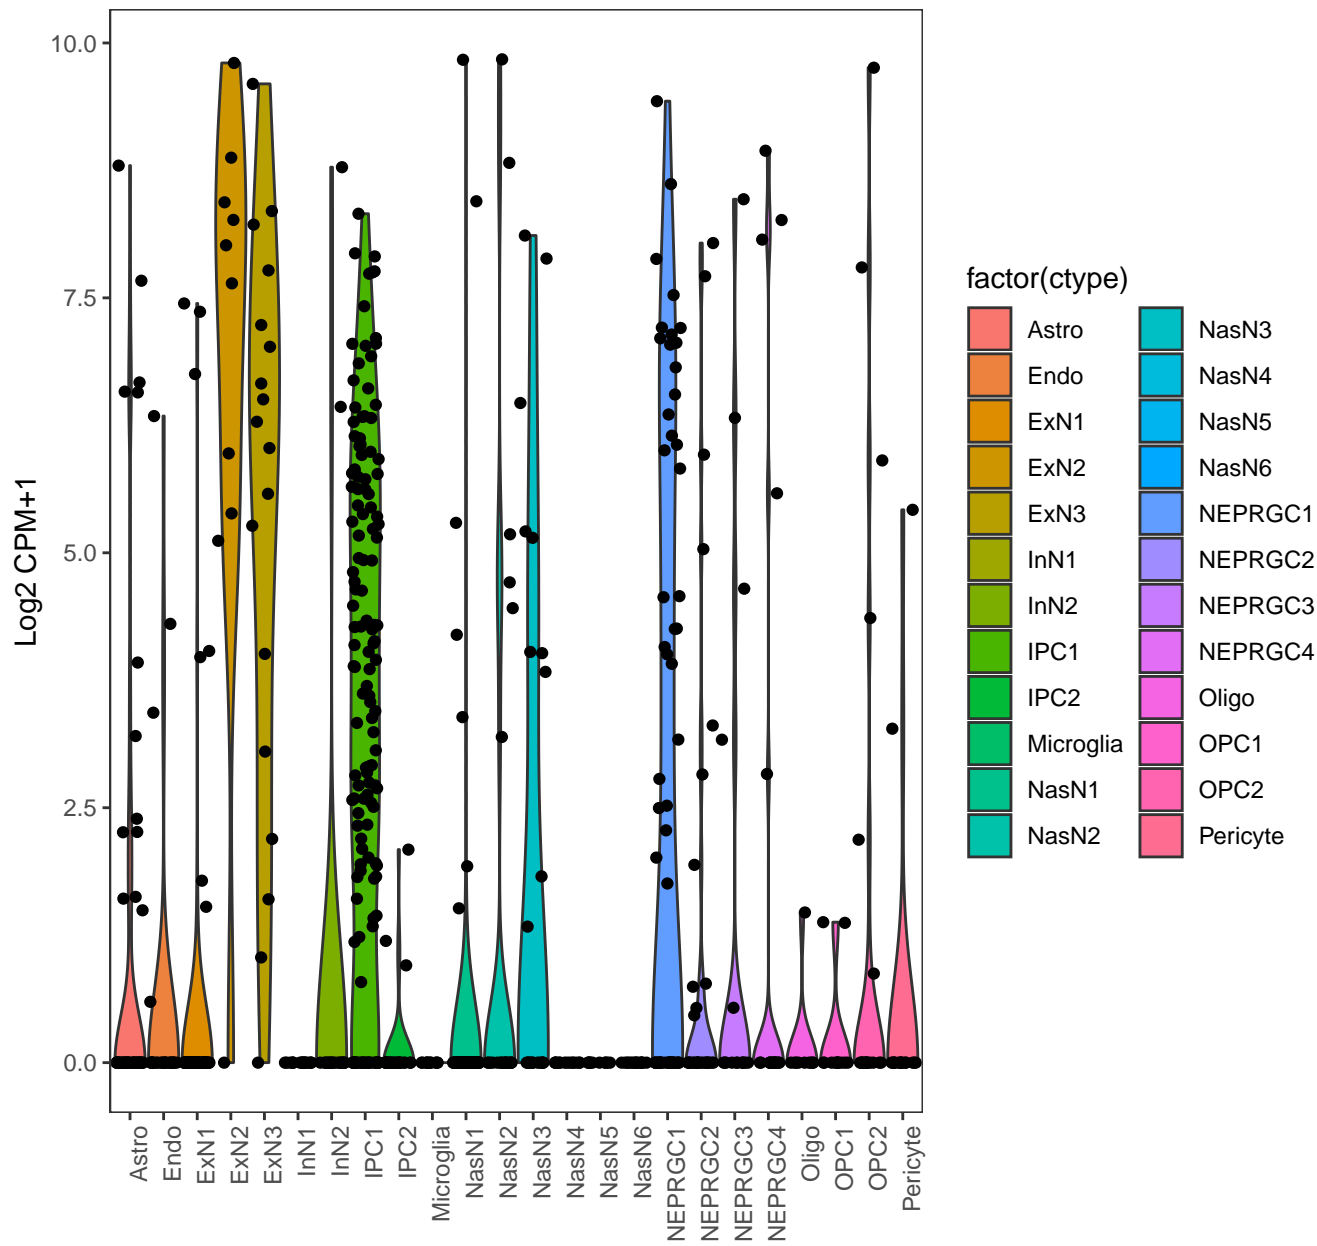 10.0
7.5
5.0
2.5
0.0
Log2 CPM+1
Astro
Endo
ExN1
ExN2
ExN3
InN1
InN2
IPC1
IPC2
Microglia
NasN1
NasN2
NasN3
NasN4
NasN5
NasN6
NEPRGC1
NEPRGC2
NEPRGC3
NEPRGC4
Oligo
OPC1
OPC2
Pericyte
factor(ctype)
Astro
Endo
ExN1
ExN2
ExN3
InN1
InN2
IPC1
IPC2
Microglia
NasN1
NasN2
NasN3
NasN4
NasN5
NasN6
NEPRGC1
NEPRGC2
NEPRGC3
NEPRGC4
Oligo
OPC1
OPC2
Pericyte